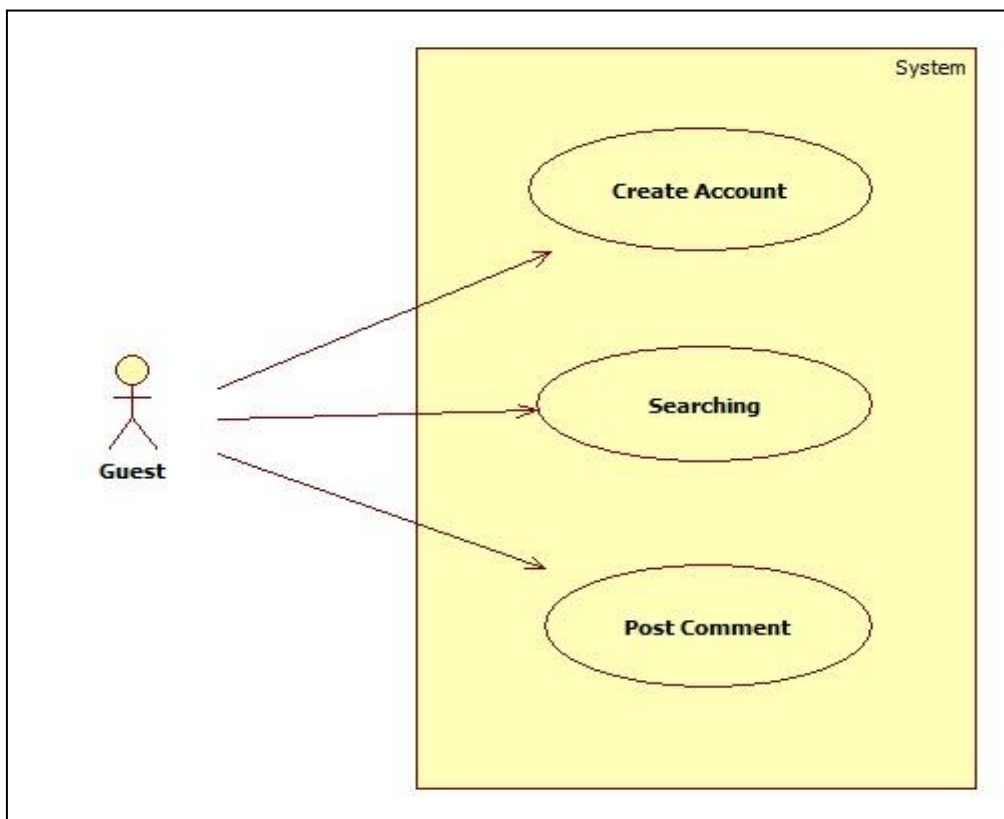 System
Create Account
Searching
Guest
Post Comment